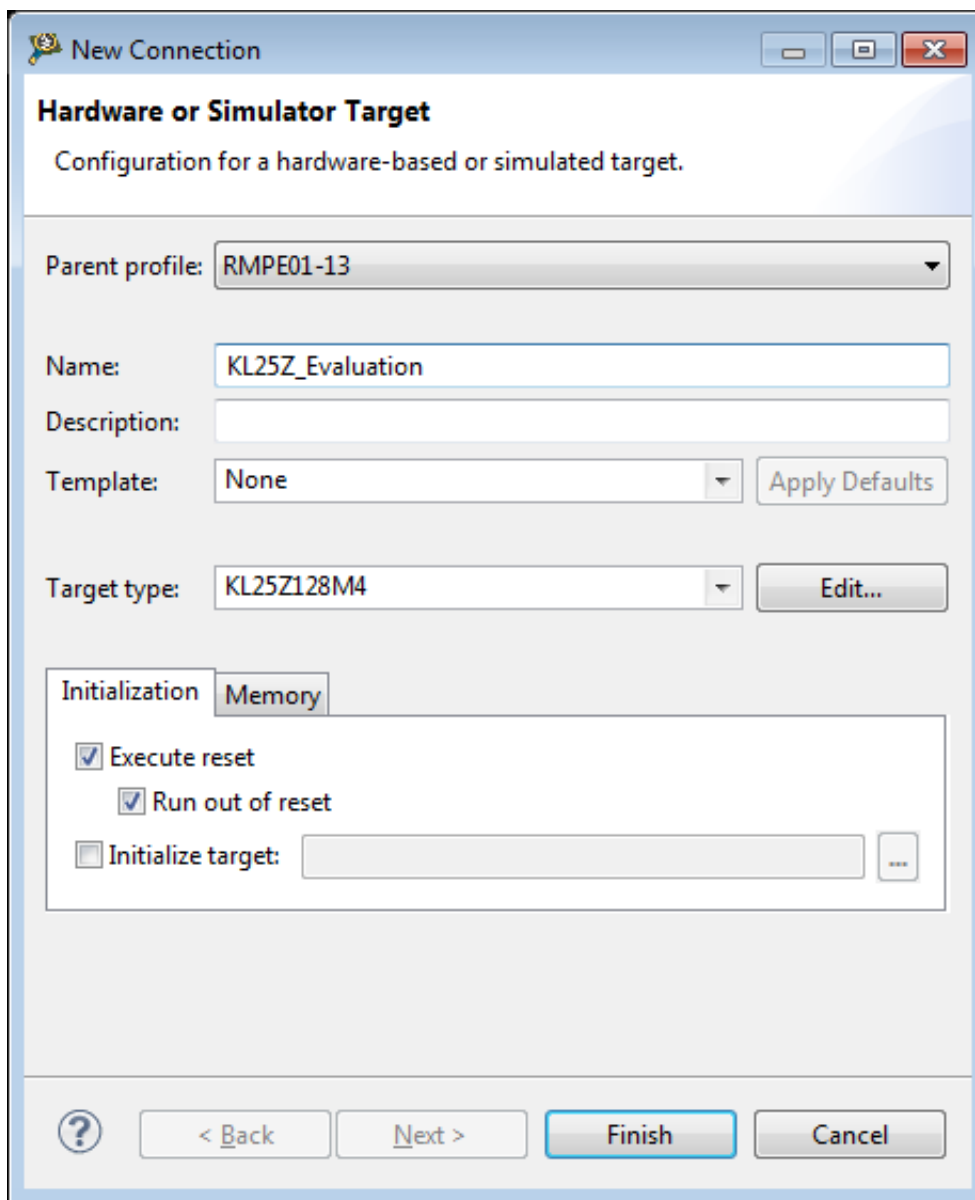 New Connection
Hardware or Simulator Target
Configuration for a hardware-based or simulated target.
Parent profile: RMPE01-13
Name: KL25Z_Evaluation
Description:
Template: None Apply Defaults
Target type: KL25Z128M4 Edit...
Initialization Memory
Execute reset
Run out of reset
Initialize target: ...
? < Back Next > Finish Cancel